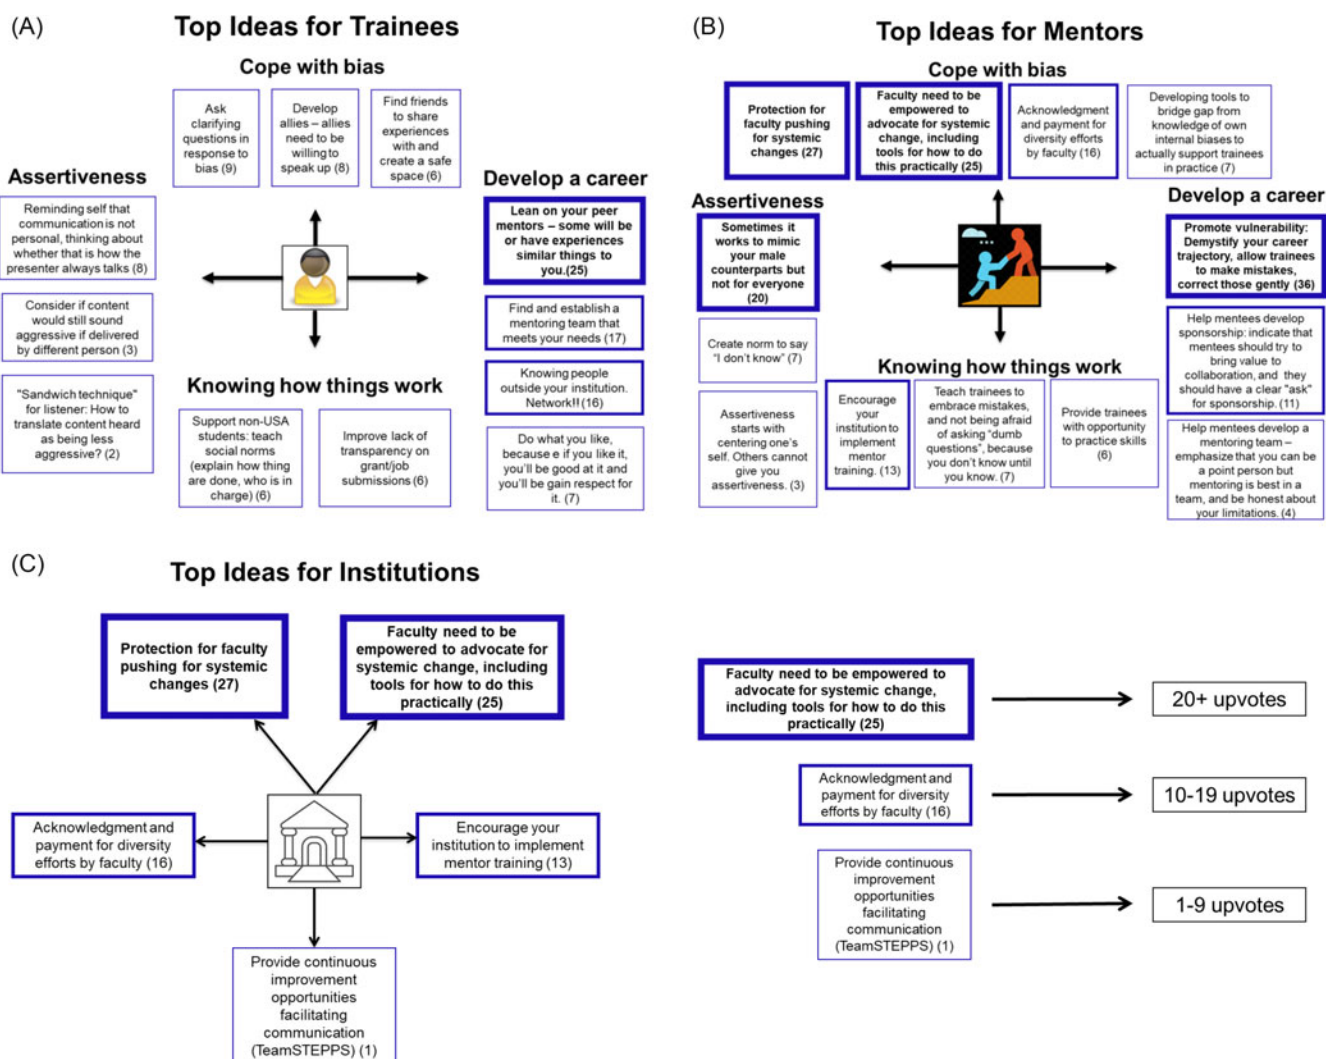 (A)
Top Ideas for Trainees
Cope with bias
Ask
clarifying
questions in
response to
bias (9)
Develop
allies – allies
need to be
willing to
speak up (8)
Find friends
to share
experiences
with and
create a safe
space (6)
Assertiveness
Reminding self that
communication is not
personal, thinking about
whether that is how the
presenter always talks (8)
Consider if content
would still sound
aggressive if delivered
by different person (3)
"Sandwich technique"
for listener: How to
translate content heard
as being less
aggressive? (2)
Develop a career
Lean on your peer
mentors – some will be
or have experiences
similar things to
you.(25)
Find and establish a
mentoring team that
meets your needs (17)
Knowing people
outside your institution.
Network!! (16)
Do what you like,
because e if you like it,
you'll be good at it and
you'll be gain respect for
it. (7)
Knowing how things work
Support non-USA
students: teach
social norms
(explain how thing
are done, who is in
charge) (6)
Improve lack of
transparency on
grant/job
submissions (6)
(B)
Top Ideas for Mentors
Cope with bias
Protection for
faculty pushing
for systemic
changes (27)
Faculty need to be
empowered to
advocate for systemic
change, including
tools for how to do
this practically (25)
Acknowledgment
and payment for
diversity efforts
by faculty (16)
Developing tools to
bridge gap from
knowledge of own
internal biases to
actually support trainees
in practice (7)
Assertiveness
Sometimes it
works to mimic
your male
counterparts but
not for everyone
(20)
Create norm to say
“I don’t know” (7)
Assertiveness
starts with
centering one’s
self. Others cannot
give you
assertiveness. (3)
Develop a career
Promote vulnerability:
Demystify your career
trajectory, allow trainees
to make mistakes,
correct those gently (36)
Help mentees develop
sponsorship: indicate that
mentees should try to
bring value to
collaboration, and they
should have a clear "ask"
for sponsorship. (11)
Help mentees develop a
mentoring team –
emphasize that you can be
a point person but
mentoring is best in a
team, and be honest about
your limitations. (4)
Knowing how things work
Encourage
your
institution to
implement
mentor
training. (13)
Teach trainees to
embrace mistakes,
and not being afraid
of asking “dumb
questions”, because
you don’t know until
you know. (7)
Provide trainees
with opportunity
to practice skills
(6)
(C)
Top Ideas for Institutions
Protection for faculty
pushing for systemic
changes (27)
Faculty need to be
empowered to advocate for
systemic change, including
tools for how to do this
practically (25)
Acknowledgment and
payment for diversity
efforts by faculty (16)
Encourage your
institution to implement
mentor training (13)
Provide continuous
improvement
opportunities
facilitating
communication
(TeamSTEPPS) (1)
Faculty need to be empowered to
advocate for systemic change,
including tools for how to do this
practically (25)
20+ upvotes
Acknowledgment and
payment for diversity
efforts by faculty (16)
10-19 upvotes
Provide continuous
improvement
opportunities
facilitating
communication
(TeamSTEPPS) (1)
1-9 upvotes